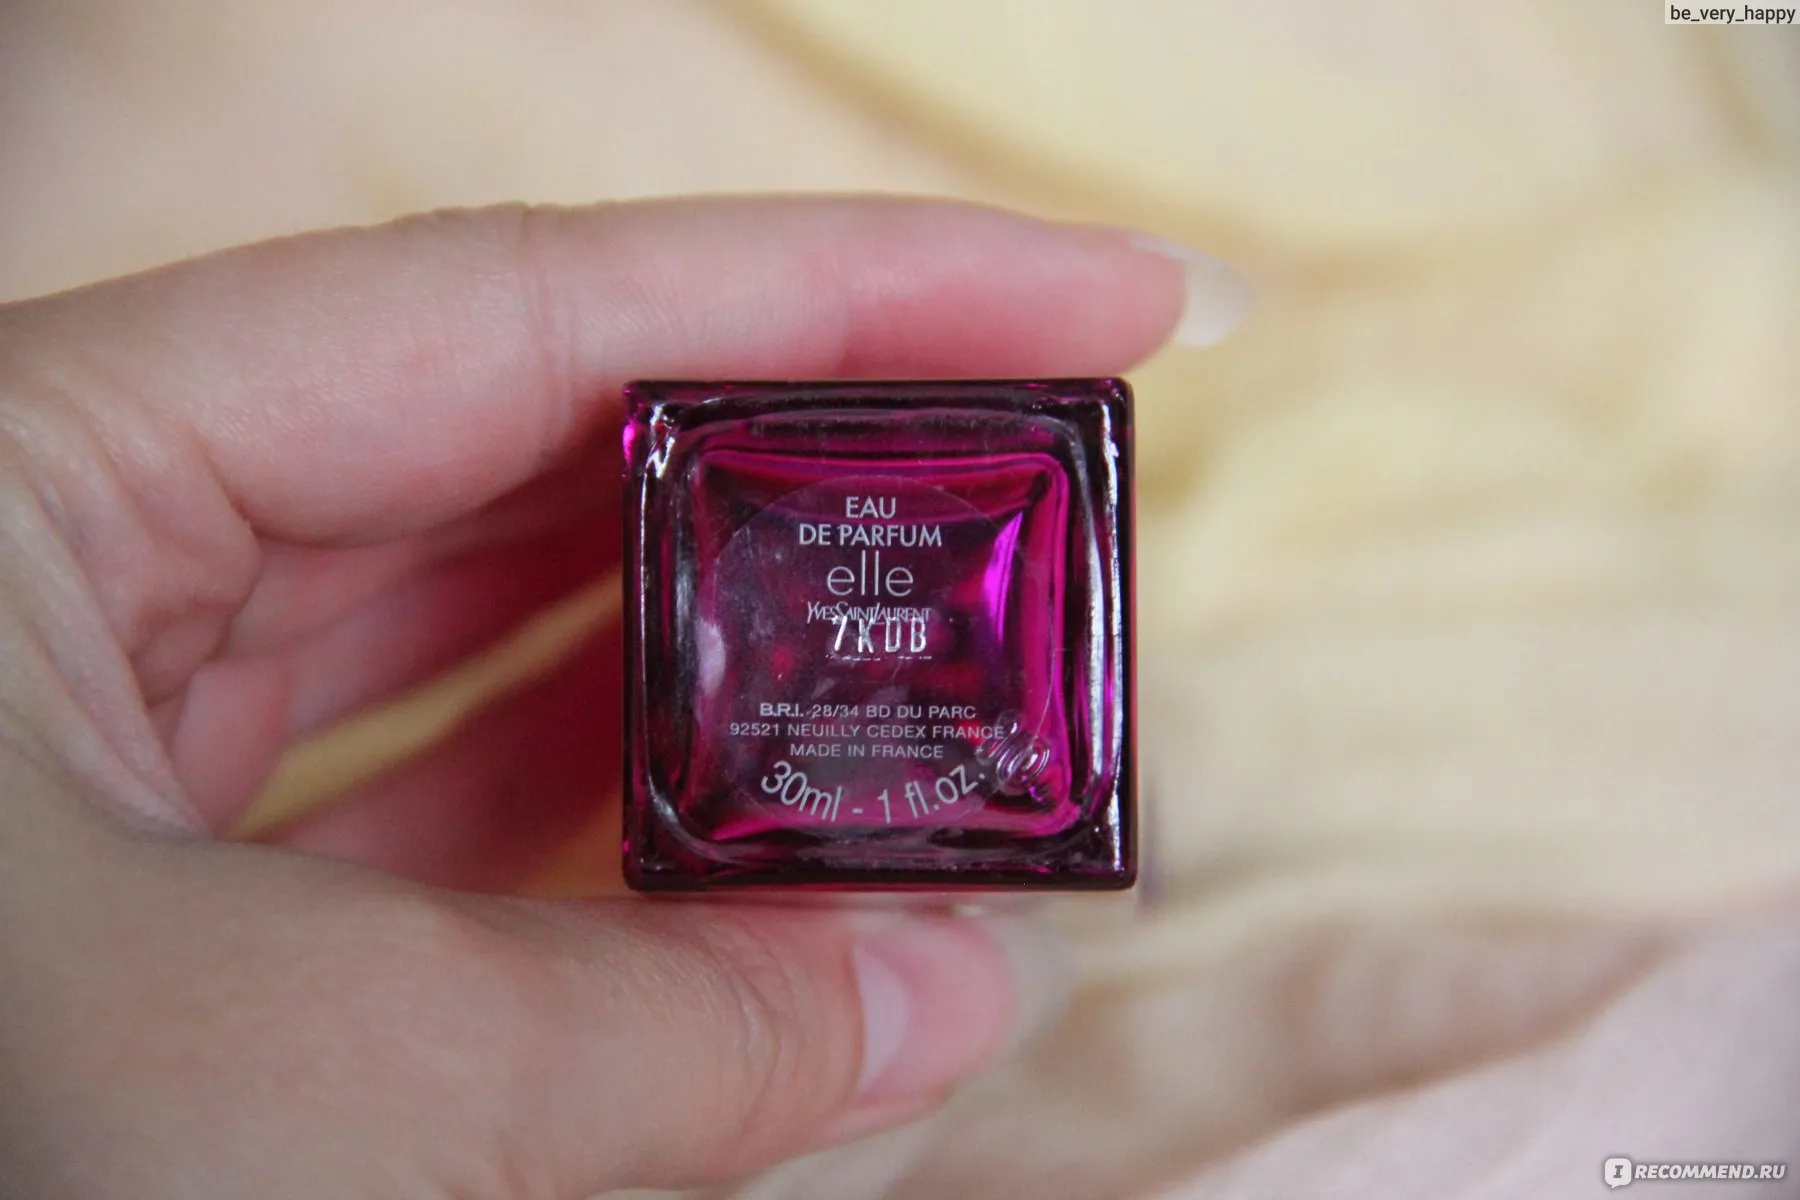 be_very_happy
EAU
DE PARFUM
elle
YVESSAINTLAURENT
7KDB
B.R.I. 28/34 BD DU PARC
92521 NEUILLY CEDEX FRANCE
MADE IN FRANCE
30ml - 1 fl.oz.
IRECOMMEND.RU